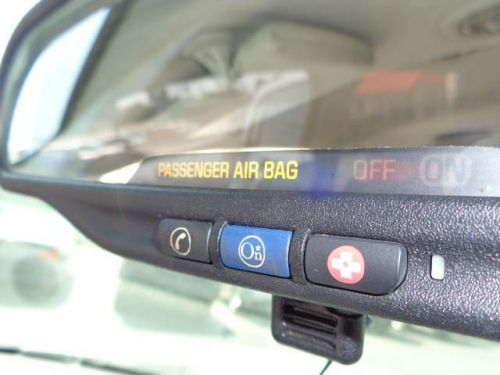 PASSENGER AIR BAG OFF ON